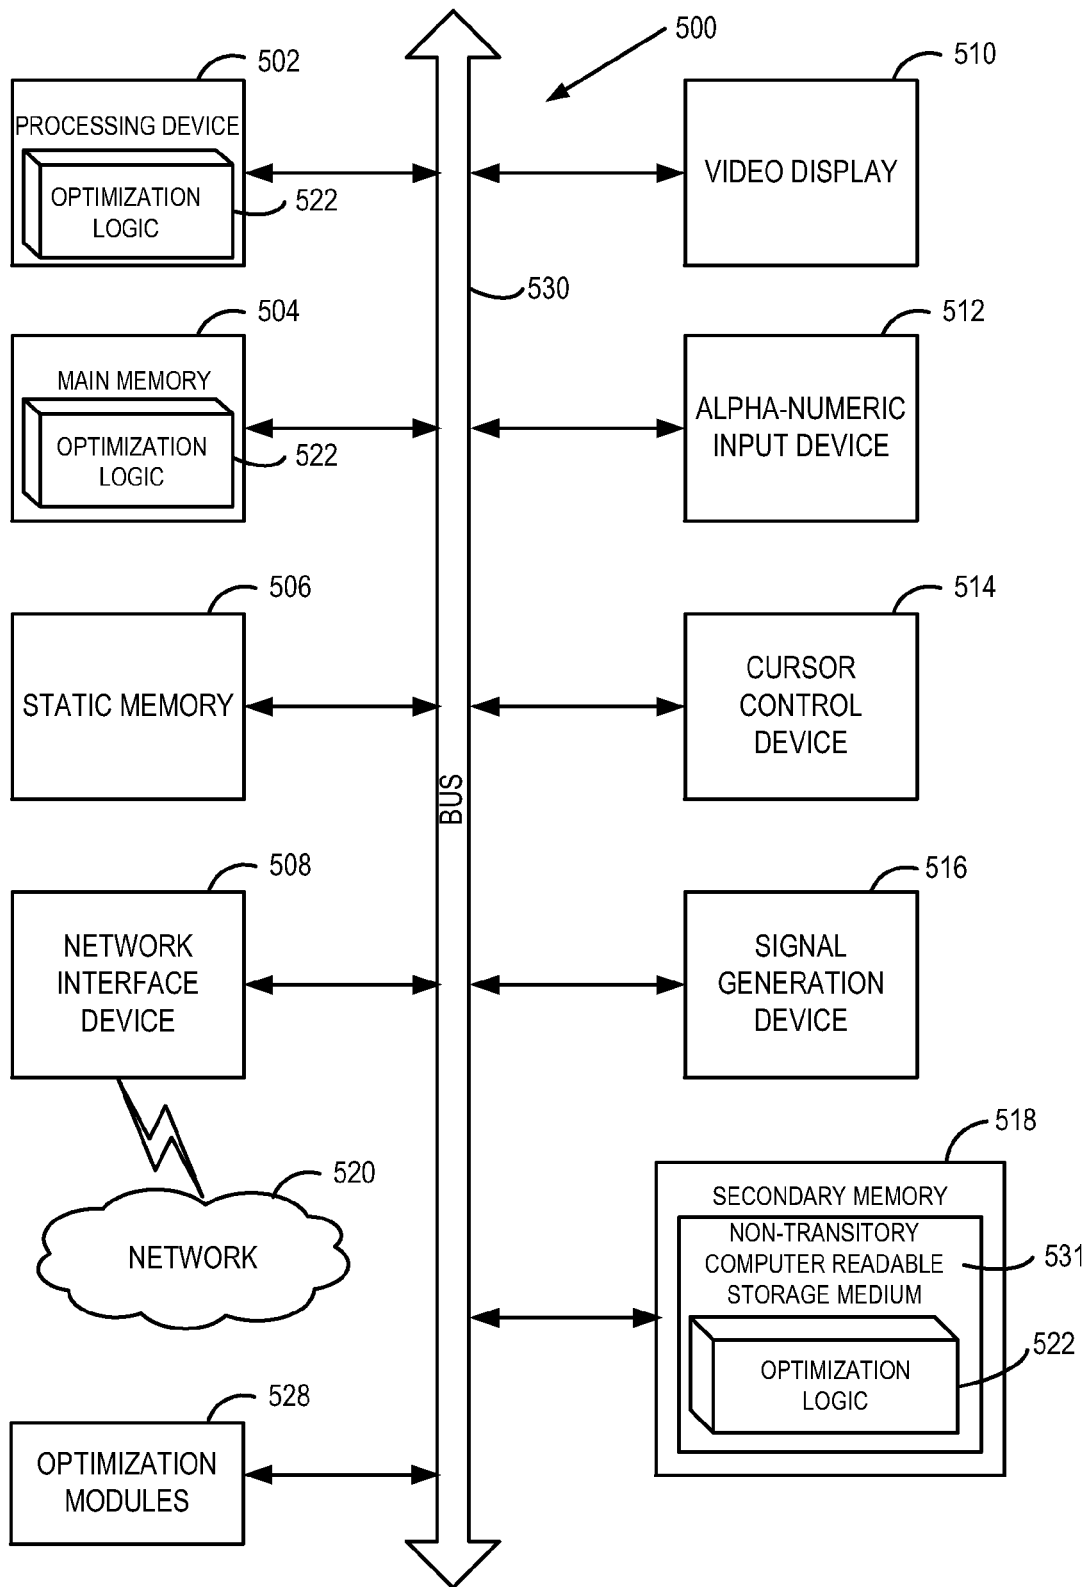 500
502
PROCESSING DEVICE
OPTIMIZATION
LOGIC
522
504
MAIN MEMORY
OPTIMIZATION
LOGIC
522
506
STATIC MEMORY
508
NETWORK
INTERFACE
DEVICE
520
NETWORK
528
OPTIMIZATION
MODULES
530
BUS
510
VIDEO DISPLAY
512
ALPHA-NUMERIC
INPUT DEVICE
514
CURSOR
CONTROL
DEVICE
516
SIGNAL
GENERATION
DEVICE
518
SECONDARY MEMORY
NON-TRANSITORY
COMPUTER READABLE
STORAGE MEDIUM
531
OPTIMIZATION
LOGIC
522